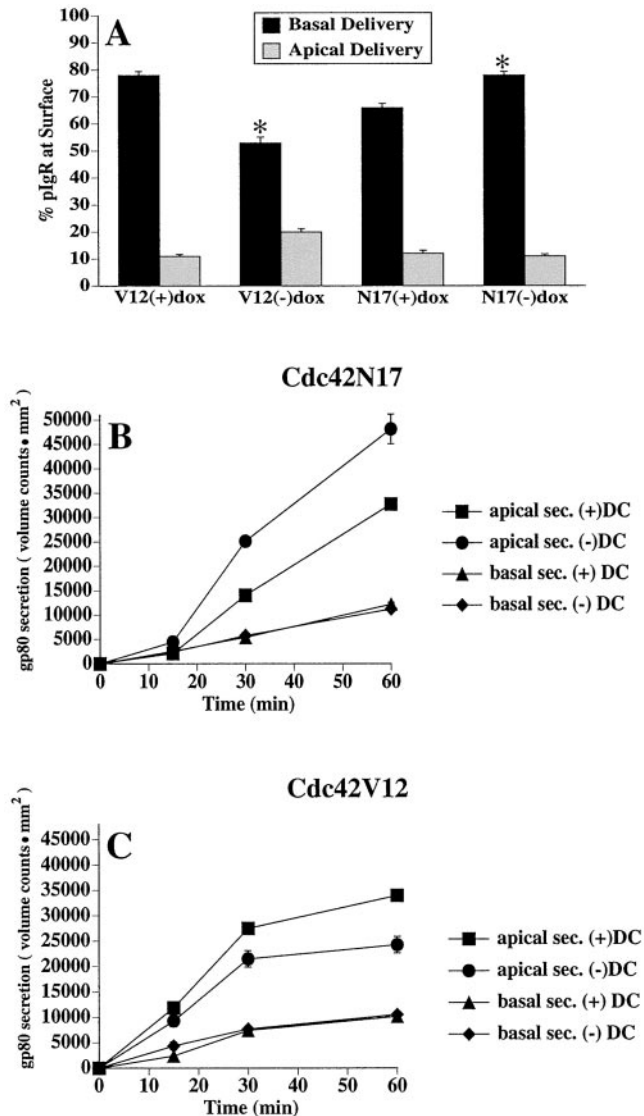 A
Basal Delivery
Apical Delivery
% pIgR at Surface
100
90
80
70
60
50
40
30
20
10
0
*
*
V12(+)dox
V12(-)dox
N17(+)dox
N17(-)dox
Cdc42N17
B
gp80 secretion ( volume counts • mm²)
50000
45000
40000
35000
30000
25000
20000
15000
10000
5000
0
0 10 20 30 40 50 60
Time (min)
apical sec. (+)DC
apical sec. (-)DC
basal sec. (+) DC
basal sec. (-) DC
Cdc42V12
C
gp80 secretion ( volume counts • mm²)
45000
40000
35000
30000
25000
20000
15000
10000
5000
0
0 10 20 30 40 50 60
Time (min)
apical sec. (+)DC
apical sec. (-)DC
basal sec. (+) DC
basal sec. (-) DC